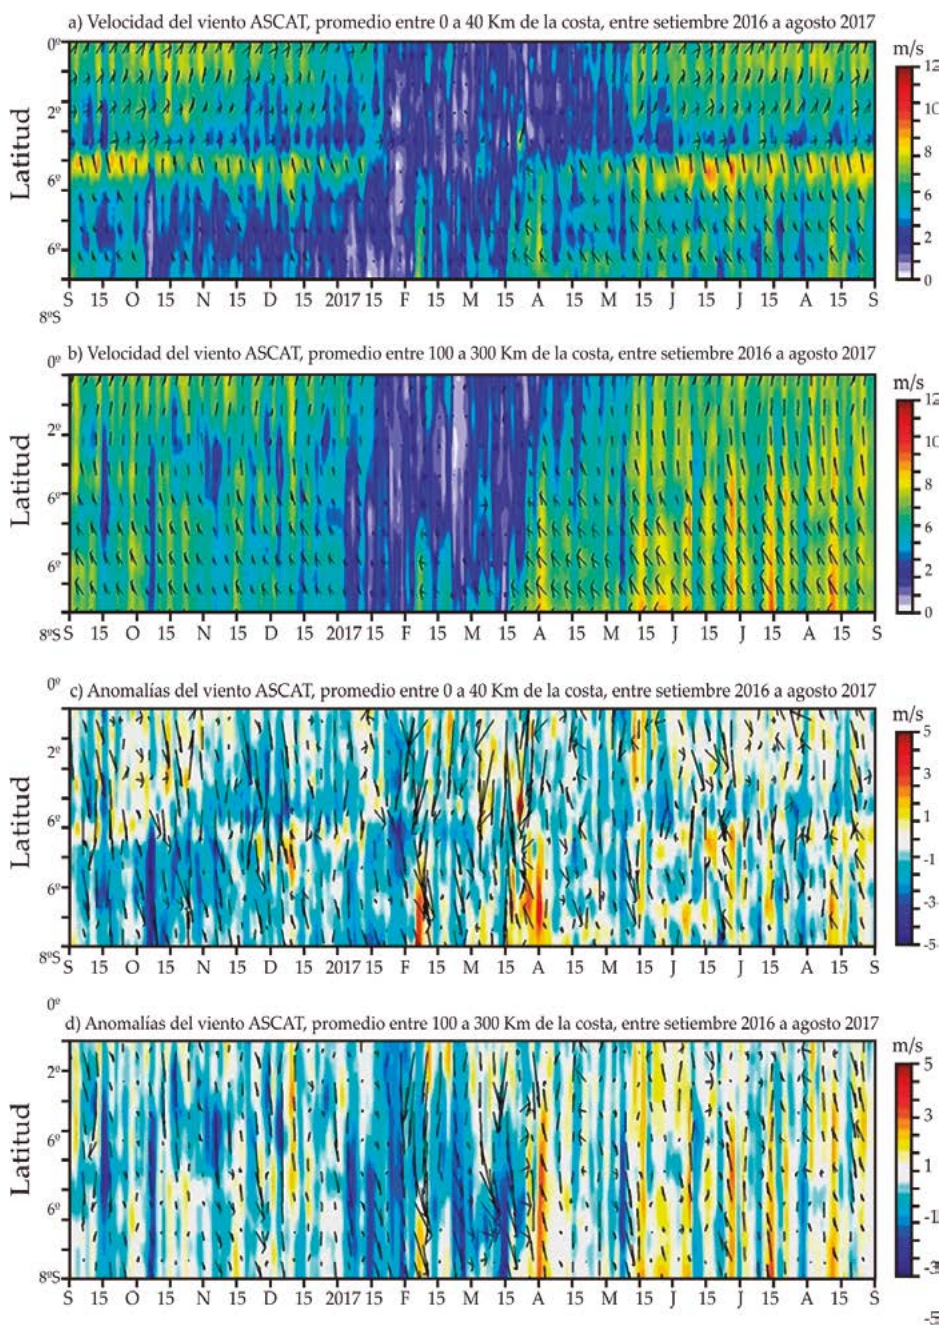 a) Velocidad del viento ASCAT, promedio entre 0 a 40 Km de la costa, entre setiembre 2016 a agosto 2017
m/s
Latitud
0º
2º
6º
6º
8ºS
S 15 O 15 N 15 D 15 2017 15 F 15 M 15 A 15 M 15 J 15 J 15 A 15 S
12
10
8
6
4
2
0
b) Velocidad del viento ASCAT, promedio entre 100 a 300 Km de la costa, entre setiembre 2016 a agosto 2017
m/s
Latitud
0º
2º
6º
6º
8ºS
S 15 O 15 N 15 D 15 2017 15 F 15 M 15 A 15 M 15 J 15 J 15 A 15 S
12
10
8
6
4
2
0
c) Anomalías del viento ASCAT, promedio entre 0 a 40 Km de la costa, entre setiembre 2016 a agosto 2017
m/s
Latitud
0º
2º
6º
6º
8ºS
S 15 O 15 N 15 D 15 2017 15 F 15 M 15 A 15 M 15 J 15 J 15 A 15 S
5
3
1
-1
-3
-5
d) Anomalías del viento ASCAT, promedio entre 100 a 300 Km de la costa, entre setiembre 2016 a agosto 2017
m/s
Latitud
0º
2º
6º
6º
8ºS
S 15 O 15 N 15 D 15 2017 15 F 15 M 15 A 15 M 15 J 15 J 15 A 15 S
5
3
1
-1
-3
-5